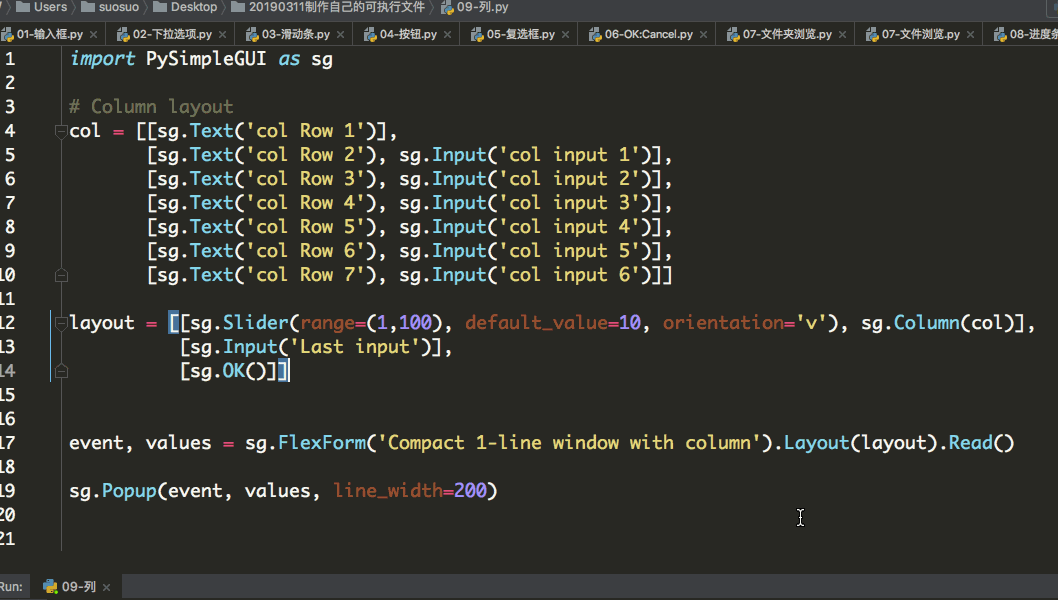 Users suosuo Desktop 20190311制作自己的可执行文件 09-列.py
01-输入框.py 02-下拉选项.py 03-滑动条.py 04-按钮.py 05-复选框.py 06-OK:Cancel.py 07-文件夹浏览.py 07-文件浏览.py 08-进度条
1 import PySimpleGUI as sg
2
3 # Column layout
4 col = [[sg.Text('col Row 1')],
5 [sg.Text('col Row 2'), sg.Input('col input 1')],
6 [sg.Text('col Row 3'), sg.Input('col input 2')],
7 [sg.Text('col Row 4'), sg.Input('col input 3')],
8 [sg.Text('col Row 5'), sg.Input('col input 4')],
9 [sg.Text('col Row 6'), sg.Input('col input 5')],
10 [sg.Text('col Row 7'), sg.Input('col input 6')]]
11
12 layout = [[sg.Slider(range=(1,100), default_value=10, orientation='v'), sg.Column(col)],
13 [sg.Input('Last input')],
14 [sg.OK()]]
15
16
17 event, values = sg.FlexForm('Compact 1-line window with column').Layout(layout).Read()
18
19 sg.Popup(event, values, line_width=200)
20
21
Run: 09-列